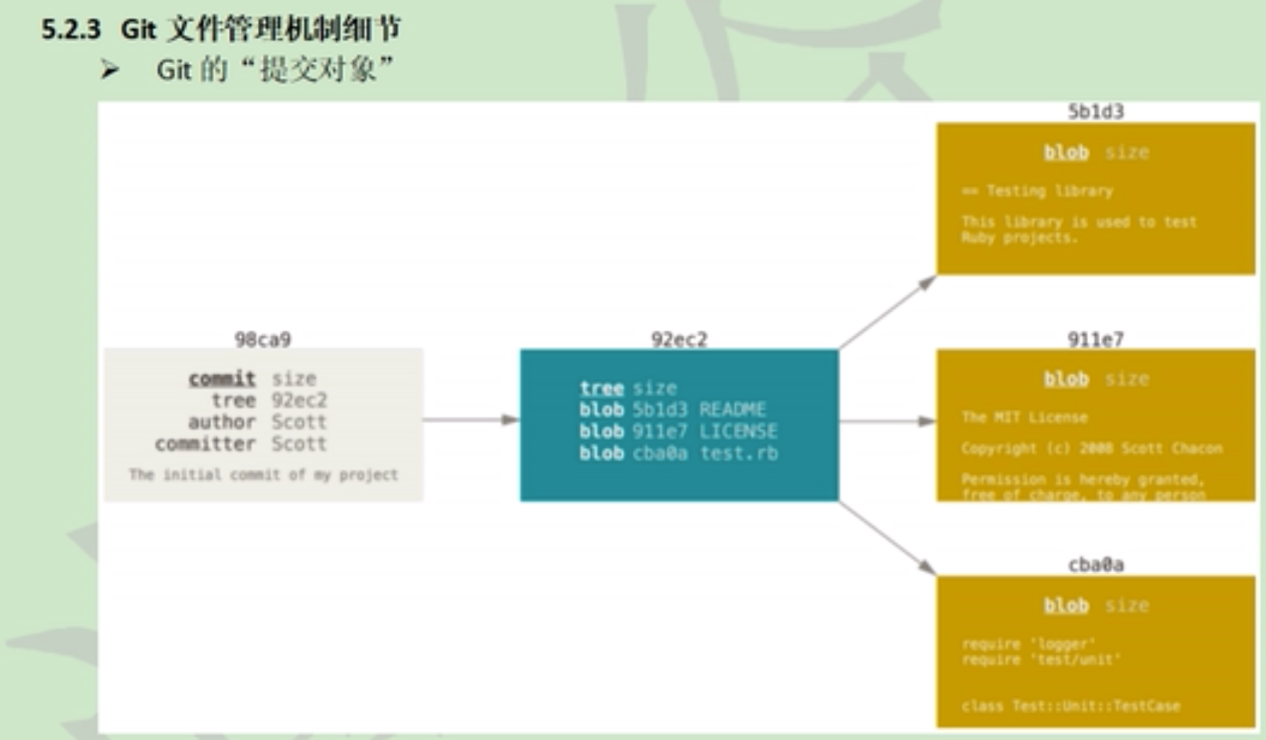 5.2.3 Git 文件管理机制细节
➢ Git 的“提交对象”
98ca9
commit size
tree 92ec2
author Scott
committer Scott
The initial commit of my project
92ec2
tree size
blob 5b1d3 README
blob 911e7 LICENSE
blob cba0a test.rb
5b1d3
blob size
== Testing library
This library is used to test
Ruby projects.
911e7
blob size
The MIT License
Copyright (c) 2008 Scott Chacon
Permission is hereby granted,
free of charge, to any person
cba0a
blob size
require 'logger'
require 'test/unit'
class Test::Unit::TestCase